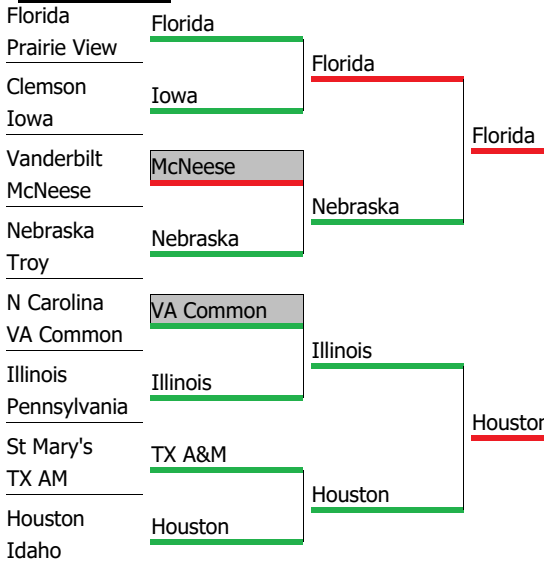 Florida
Prairie View
Clemson
Iowa
Vanderbilt
McNeese
Nebraska
Troy
N Carolina
VA Common
Illinois
Pennsylvania
St Mary's
TX AM
Houston
Idaho
Florida
Iowa
McNeese
Nebraska
VA Common
Illinois
TX A&M
Houston
Florida
Nebraska
Illinois
Houston
Florida
Houston